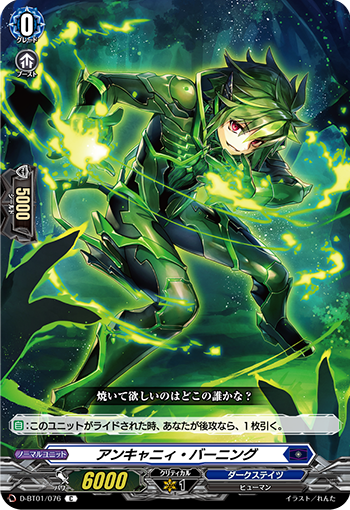 0
グレード
ブースト
5000
シールド
焼いて欲しいのはどこの誰かな?
永:このユニットがライドされた時、あなたが後攻なら、1枚引く。
ノーマルユニット
アンキャニィ・バーニング
パワー 6000
クリティカル
1
ダークステイツ
ヒューマン
D-BT01/076 C
イラスト/れんた